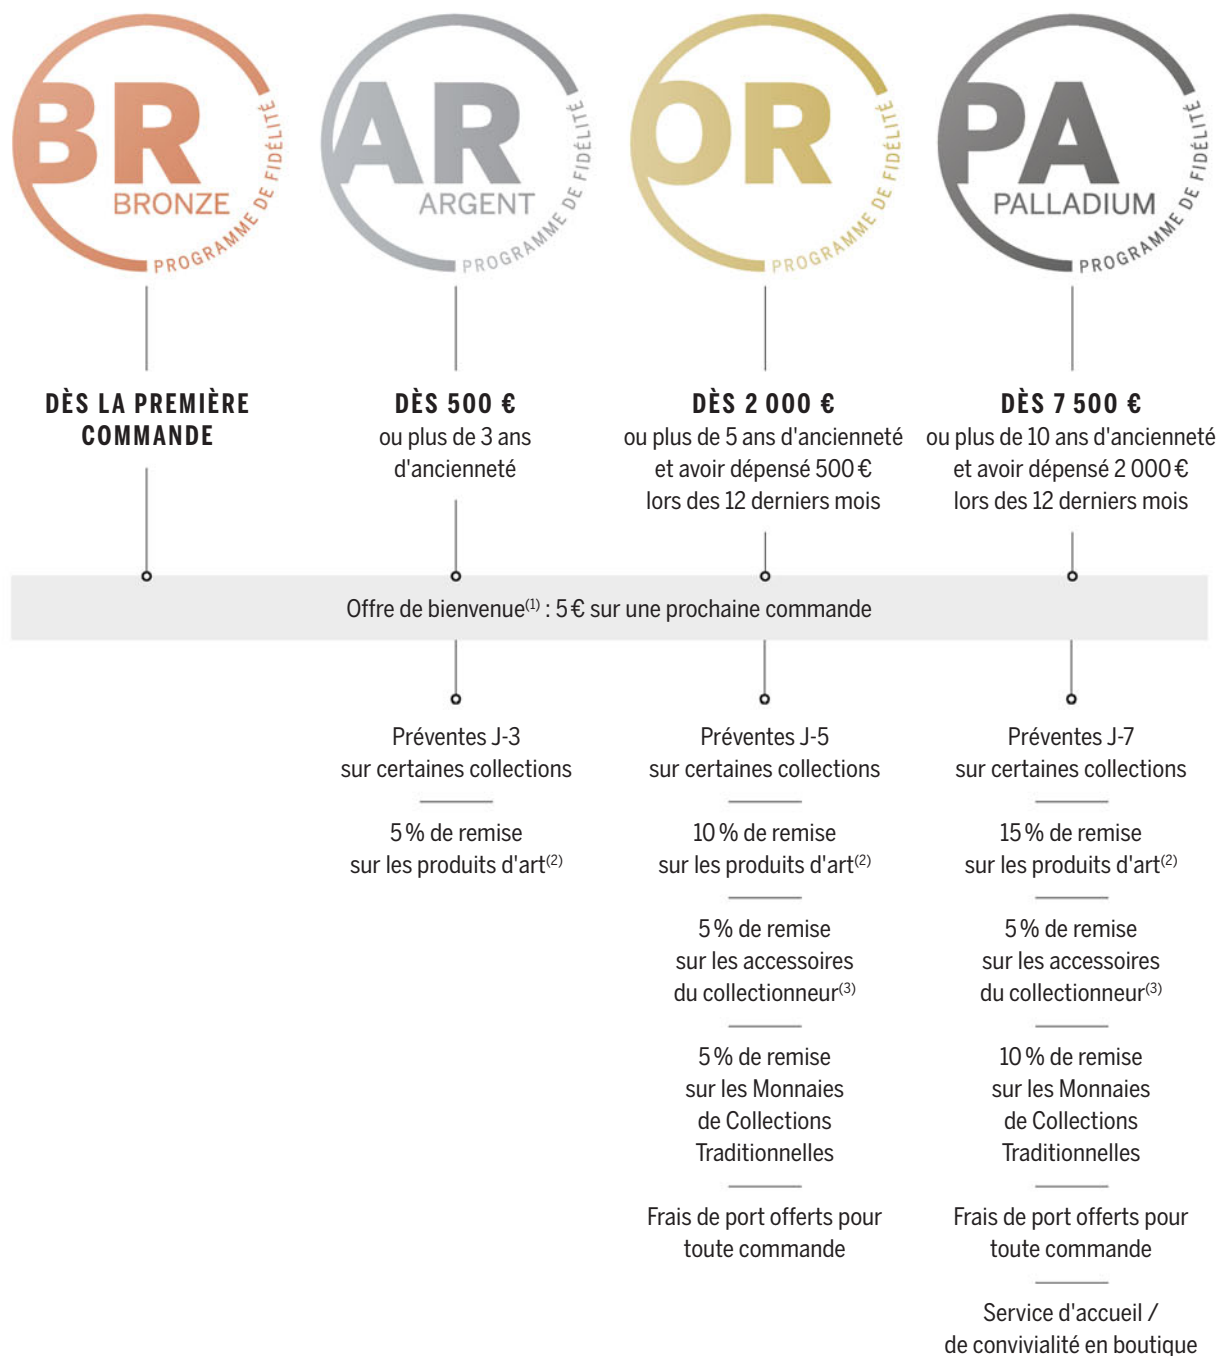 BR
BRONZE
PROGRAMME DE FIDÉLITÉ
AR
ARGENT
PROGRAMME DE FIDÉLITÉ
OR
PROGRAMME DE FIDÉLITÉ
PA
PALLADIUM
PROGRAMME DE FIDÉLITÉ
DÈS LA PREMIÈRE
COMMANDE
DÈS 500 €
ou plus de 3 ans
d'ancienneté
DÈS 2 000 €
ou plus de 5 ans d'ancienneté
et avoir dépensé 500 €
lors des 12 derniers mois
DÈS 7 500 €
ou plus de 10 ans d'ancienneté
et avoir dépensé 2 000 €
lors des 12 derniers mois
Offre de bienvenue(1) : 5 € sur une prochaine commande
Préventes J-3
sur certaines collections
5 % de remise
sur les produits d'art(2)
Préventes J-5
sur certaines collections
10 % de remise
sur les produits d'art(2)
5 % de remise
sur les accessoires
du collectionneur(3)
5 % de remise
sur les Monnaies
de Collections
Traditionnelles
Frais de port offerts pour
toute commande
Préventes J-7
sur certaines collections
15 % de remise
sur les produits d'art(2)
5 % de remise
sur les accessoires
du collectionneur(3)
10 % de remise
sur les Monnaies
de Collections
Traditionnelles
Frais de port offerts pour
toute commande
Service d'accueil /
de convivialité en boutique